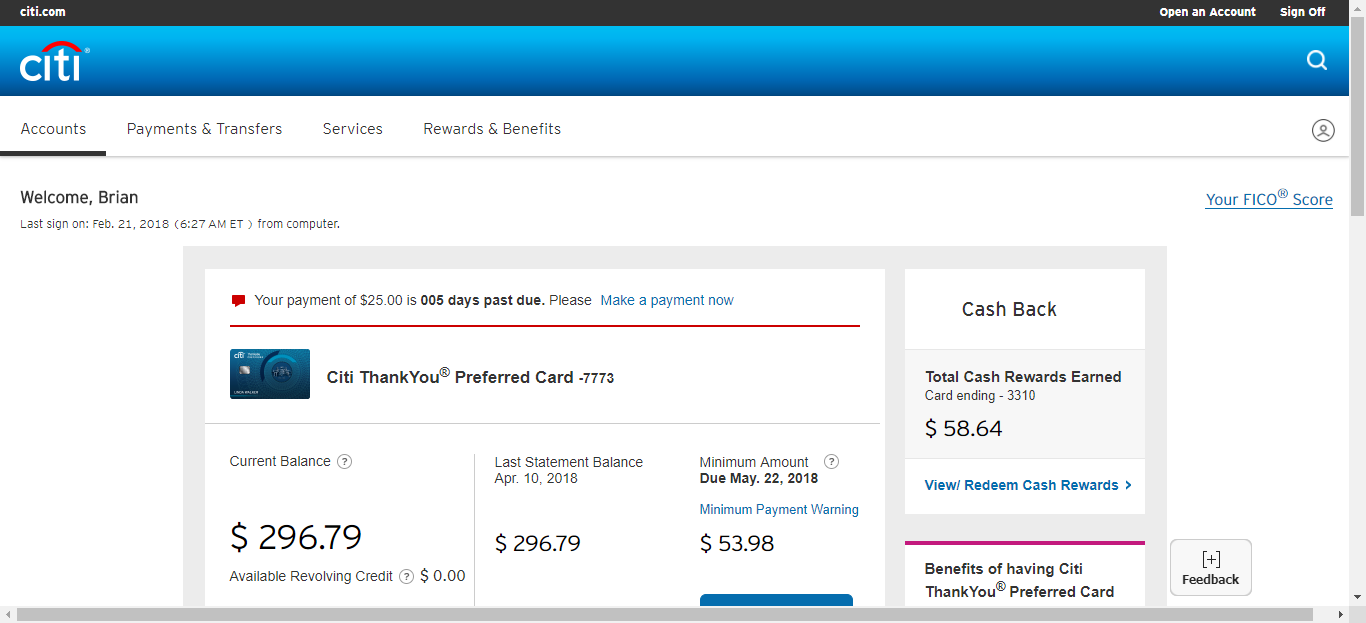 citi.com
Open an Account
Sign Off
citi®
Accounts
Payments & Transfers
Services
Rewards & Benefits
Welcome, Brian
Your FICO® Score
Last sign on: Feb. 21, 2018 (6:27 AM ET ) from computer.
Your payment of $25.00 is 005 days past due. Please Make a payment now
citi
LINDA WALKER
Citi ThankYou® Preferred Card -7773
Current Balance ?
$ 296.79
Available Revolving Credit ? $ 0.00
Last Statement Balance
Apr. 10, 2018
$ 296.79
Minimum Amount ?
Due May. 22, 2018
Minimum Payment Warning
$ 53.98
Cash Back
Total Cash Rewards Earned
Card ending - 3310
$ 58.64
View/ Redeem Cash Rewards >
Benefits of having Citi
ThankYou® Preferred Card
[+]
Feedback